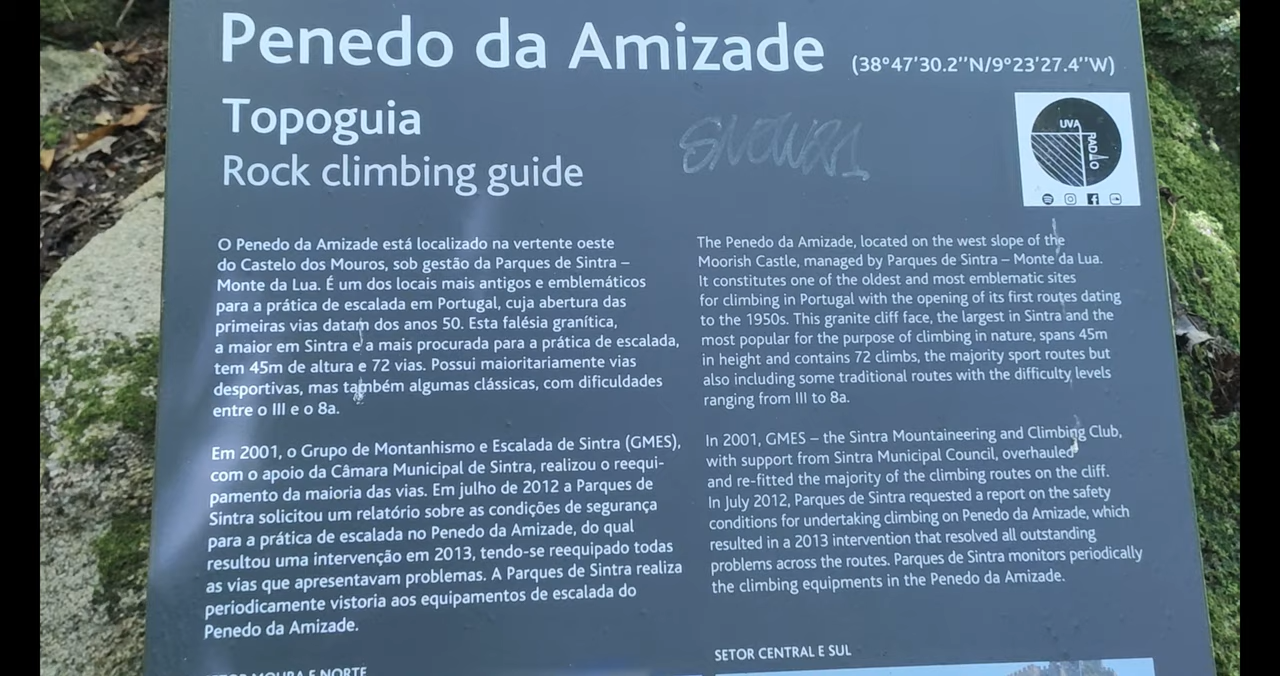 Penedo da Amizade (38°47'30.2''N/9°23'27.4''W)
Topoguia
Rock climbing guide
UVA
RADIO
O Penedo da Amizade está localizado na vertente oeste
do Castelo dos Mouros, sob gestão da Parques de Sintra –
Monte da Lua. É um dos locais mais antigos e emblemáticos
para a prática de escalada em Portugal, cuja abertura das
primeiras vias datam dos anos 50. Esta falésia granítica,
a maior em Sintra e a mais procurada para a prática de escalada,
tem 45m de altura e 72 vias. Possui maioritariamente vias
desportivas, mas também algumas clássicas, com dificuldades
entre o III e o 8a.
Em 2001, o Grupo de Montanhismo e Escalada de Sintra (GMES),
com o apoio da Câmara Municipal de Sintra, realizou o reequi-
pamento da maioria das vias. Em julho de 2012 a Parques de
Sintra solicitou um relatório sobre as condições de segurança
para a prática de escalada no Penedo da Amizade, do qual
resultou uma intervenção em 2013, tendo-se reequipado todas
as vias que apresentavam problemas. A Parques de Sintra realiza
periodicamente vistoria aos equipamentos de escalada do
Penedo da Amizade.
The Penedo da Amizade, located on the west slope of the
Moorish Castle, managed by Parques de Sintra – Monte da Lua.
It constitutes one of the oldest and most emblematic sites
for climbing in Portugal with the opening of its first routes dating
to the 1950s. This granite cliff face, the largest in Sintra and the
most popular for the purpose of climbing in nature, spans 45m
in height and contains 72 climbs, the majority sport routes but
also including some traditional routes with the difficulty levels
ranging from III to 8a.
In 2001, GMES – the Sintra Mountaineering and Climbing Club,
with support from Sintra Municipal Council, overhauled
and re-fitted the majority of the climbing routes on the cliff.
In July 2012, Parques de Sintra requested a report on the safety
conditions for undertaking climbing on Penedo da Amizade, which
resulted in a 2013 intervention that resolved all outstanding
problems across the routes. Parques de Sintra monitors periodically
the climbing equipments in the Penedo da Amizade.
MOURA E NORTE
SETOR CENTRAL E SUL